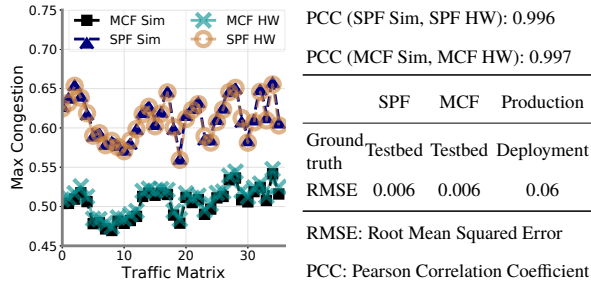 MCF Sim
MCF HW
SPF Sim
SPF HW
0.75
0.70
0.65
0.60
0.55
0.50
0.45
0
10
20
30
Max Congestion
Traffic Matrix
PCC (SPF Sim, SPF HW): 0.996
PCC (MCF Sim, MCF HW): 0.997
SPF MCF Production
Ground truth Testbed Testbed Deployment
RMSE 0.006 0.006 0.06
RMSE: Root Mean Squared Error
PCC: Pearson Correlation Coefficient